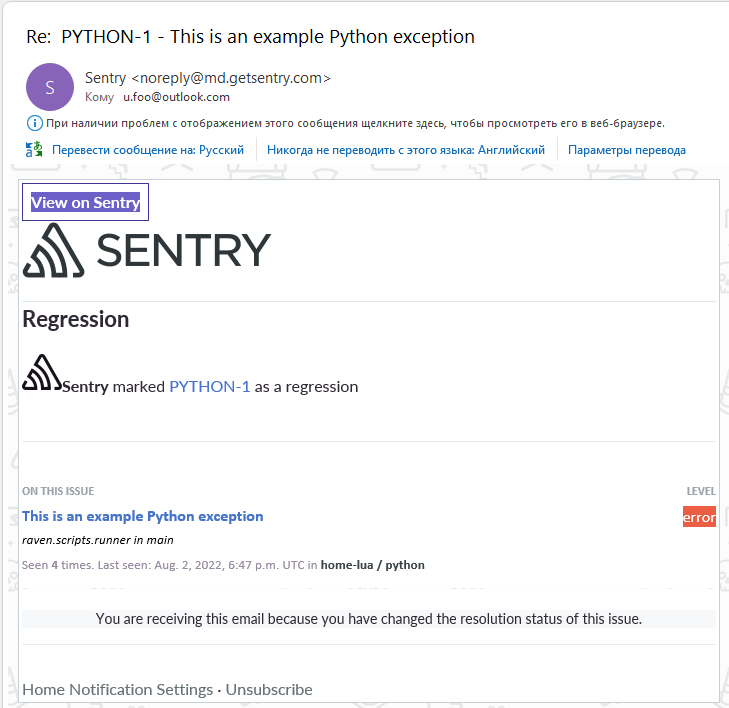 Re: PYTHON-1 - This is an example Python exception
S
Sentry <noreply@md.getsentry.com>
Кому u.foo@outlook.com
При наличии проблем с отображением этого сообщения щелкните здесь, чтобы просмотреть его в веб-браузере.
Перевести сообщение на: Русский Никогда не переводить с этого языка: Английский Параметры перевода
View on Sentry
SENTRY
Regression
Sentry marked PYTHON-1 as a regression
ON THIS ISSUE LEVEL
This is an example Python exception error
raven.scripts.runner in main
Seen 4 times. Last seen: Aug. 2, 2022, 6:47 p.m. UTC in home-lua / python
You are receiving this email because you have changed the resolution status of this issue.
Home Notification Settings · Unsubscribe